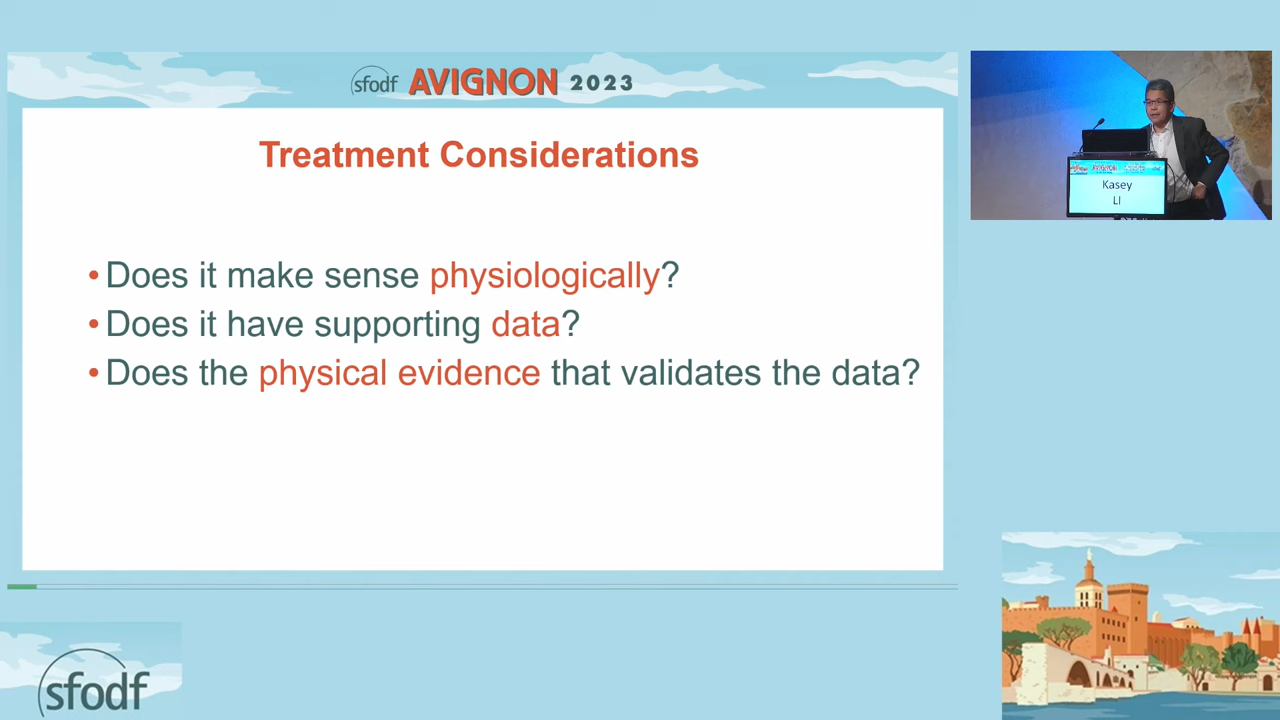 sfodf AVIGNON 2023
Treatment Considerations
•Does it make sense physiologically?
•Does it have supporting data?
•Does the physical evidence that validates the data?
Kasey
LI
sfodf